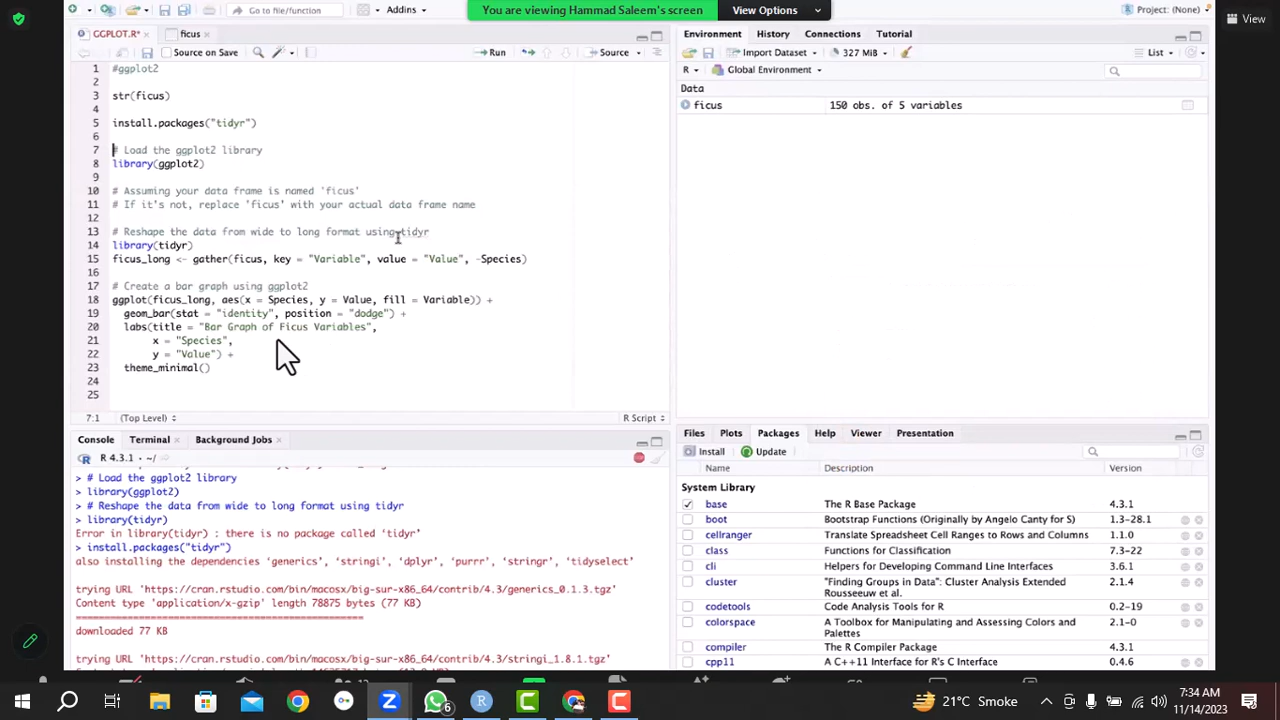 You are viewing Hammad Saleem's screen
View Options
View
Go to file/function
Addins
Project: (None)
GGPLOT.R*
ficus
Source on Save
Run
Source
1 #ggplot2
2
3 str(ficus)
4
5 install.packages("tidyr")
6
7 # Load the ggplot2 library
8 library(ggplot2)
9
10 # Assuming your data frame is named 'ficus'
11 # If it's not, replace 'ficus' with your actual data frame name
12
13 # Reshape the data from wide to long format using tidyr
14 library(tidyr)
15 ficus_long <- gather(ficus, key = "Variable", value = "Value", -Species)
16
17 # Create a bar graph using ggplot2
18 ggplot(ficus_long, aes(x = Species, y = Value, fill = Variable)) +
19 geom_bar(stat = "identity", position = "dodge") +
20 labs(title = "Bar Graph of Ficus Variables",
21 x = "Species",
22 y = "Value") +
23 theme_minimal()
24
25
7:1 (Top Level) R Script
Console Terminal Background Jobs
R 4.3.1 · ~/
> # Load the ggplot2 library
> library(ggplot2)
> # Reshape the data from wide to long format using tidyr
> library(tidyr)
Error in library(tidyr) : there is no package called ‘tidyr’
> install.packages("tidyr")
also installing the dependencies ‘generics’, ‘stringi’, ‘dplyr’, ‘purrr’, ‘stringr’, ‘tidyselect’
trying URL 'https://cran.rstudio.com/bin/macosx/big-sur-x86_64/contrib/4.3/generics_0.1.3.tgz'
Content type 'application/x-gzip' length 78875 bytes (77 KB)
==================================================
downloaded 77 KB
trying URL 'https://cran.rstudio.com/bin/macosx/big-sur-x86_64/contrib/4.3/stringi_1.8.1.tgz'
Environment History Connections Tutorial
Import Dataset 327 MiB List
R Global Environment
Data
ficus 150 obs. of 5 variables
Files Plots Packages Help Viewer Presentation
Install Update
Name Description Version
System Library
base The R Base Package 4.3.1
boot Bootstrap Functions (Originally by Angelo Canty for S) 1.3-28.1
cellranger Translate Spreadsheet Cell Ranges to Rows and Columns 1.1.0
class Functions for Classification 7.3-22
cli Helpers for Developing Command Line Interfaces 3.6.1
cluster "Finding Groups in Data": Cluster Analysis Extended Rousseeuw et al. 2.1.4
codetools Code Analysis Tools for R 0.2-19
colorspace A Toolbox for Manipulating and Assessing Colors and Palettes 2.1-0
compiler The R Compiler Package 4.3.1
cpp11 A C++11 Interface for R's C Interface 0.4.6
6
21°C Smoke
7:34 AM
11/14/2023